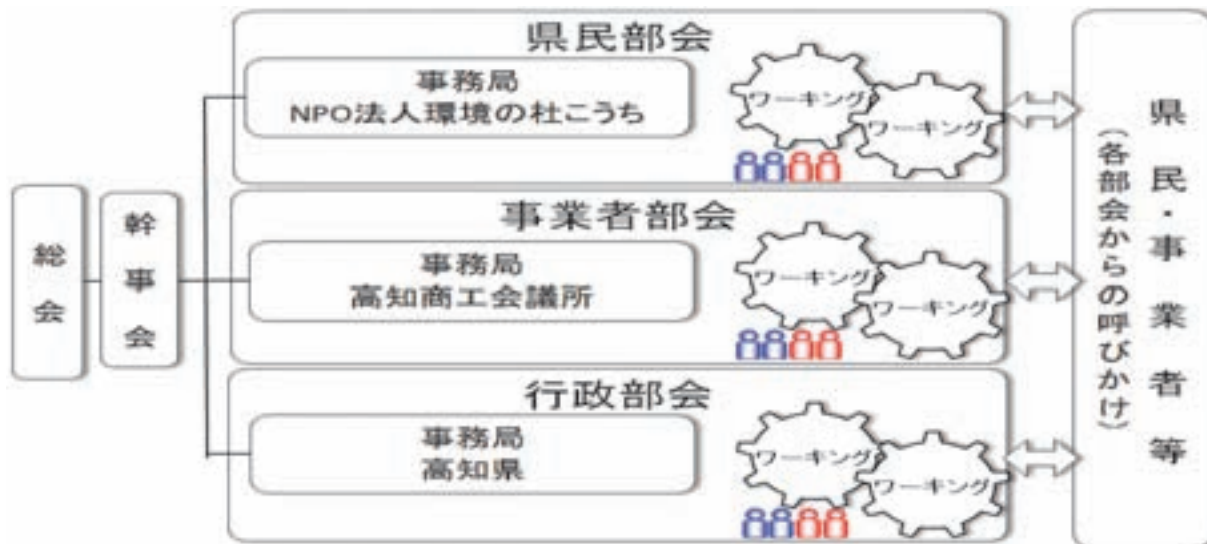 総会
幹事会
県民部会
事務局
NPO法人環境の杜こうち
ワーキング
ワーキング
事業者部会
事務局
高知商工会議所
ワーキング
ワーキング
行政部会
事務局
高知県
ワーキング
ワーキング
県民・事業者等
(各部会からの呼びかけ)